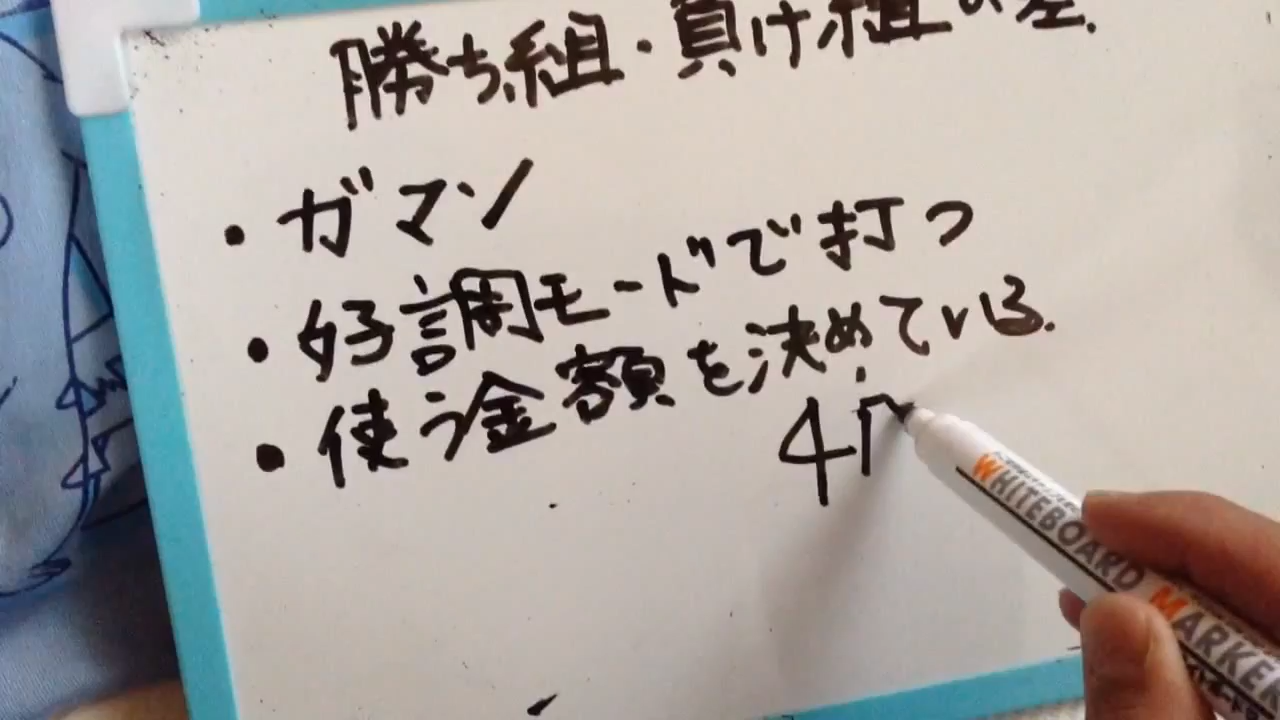 勝ち組・負け組の差.
・ガマン
・好調モードで打つ
・使う金額を決めている.
4
WHITEBOARD MARKER